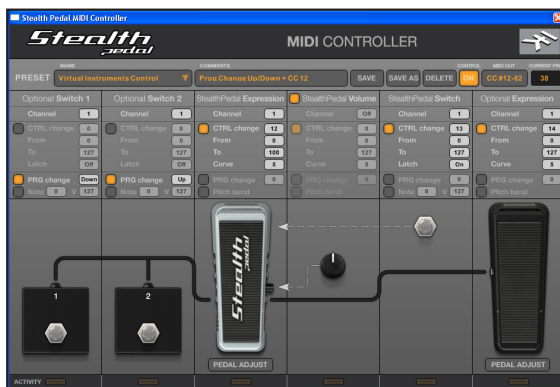 Stealth Pedal MIDI Controller
Stealth pedal
MIDI CONTROLLER
NAME COMMENTS CONTROL MIDI OUT
PRESET Virtual Instruments Control Prog Change Up/Down + CC 12 SAVE SAVE AS DELETE ON CC#12-62 38
Optional Switch 1 Optional Switch 2 StealthPedal Expression StealthPedal Volume StealthPedal Switch Optional Expression
Channel 1 Channel 1 Channel 1 Channel Off Channel 1 Channel 1
CTRL change 0 CTRL change 0 CTRL change 12 CTRL change 0 CTRL change 13 CTRL change 14
From 0 From 0 From 0 From 0 From 0 From 0
To 127 To 127 To 100 To 127 To 127 To 127
Latch Off Latch Off Curve 5 Curve 5 Latch On Curve 5
PRG change Down PRG change Up PRG change 0 PRG change 0 PRG change 0 PRG change 0
Note 0 V 127 Note 0 V 127 Pitch bend Pitch bend Note 0 V 127 Pitch bend
1 2 Stealth pedal
PEDAL ADJUST PEDAL ADJUST
ACTIVITY